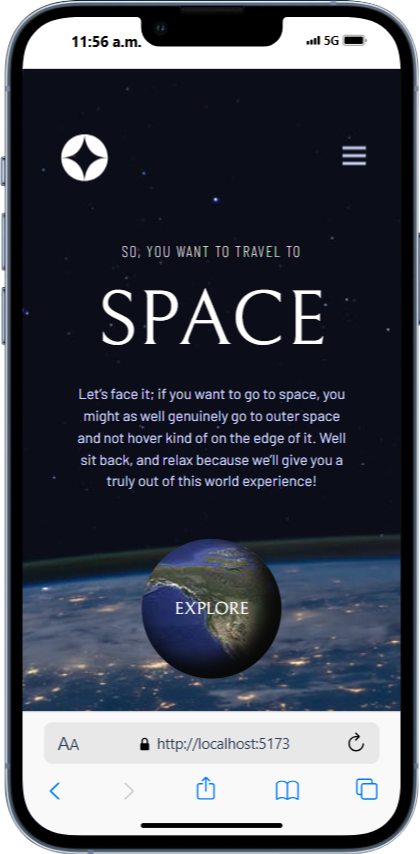 11:56 a.m.
5G
SO, YOU WANT TO TRAVEL TO
SPACE
Let's face it; if you want to go to space, you
might as well genuinely go to outer space
and not hover kind of on the edge of it. Well
sit back, and relax because we'll give you a
truly out of this world experience!
EXPLORE
AA
http://localhost:5173